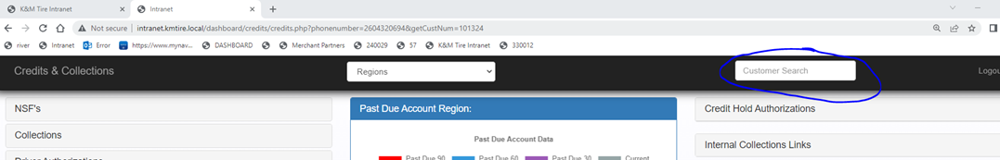 K&M Tire Intranet
Intranet
Not secure | intranet.kmtire.local/dashboard/credits/credits.php?phonenumber=2604320694&getCustNum=101324
river Intranet Error https://www.mynav... DASHBOARD Merchant Partners 240029 57 K&M Tire Intranet 330012
Credits & Collections Regions Customer Search Logou
NSF's
Collections
Driver Authorizations
Past Due Account Region:
Past Due Account Data
Past Due 90 Past Due 60 Past Due 30 Current
Credit Hold Authorizations
Internal Collections Links